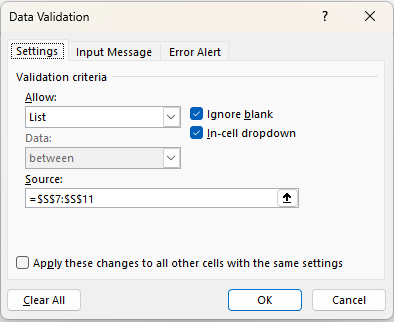 Data Validation ? ×
Settings Input Message Error Alert
Validation criteria
Allow:
List
Ignore blank
Data:
In-cell dropdown
between
Source:
=$S$7:$S$11
Apply these changes to all other cells with the same settings
Clear All OK Cancel